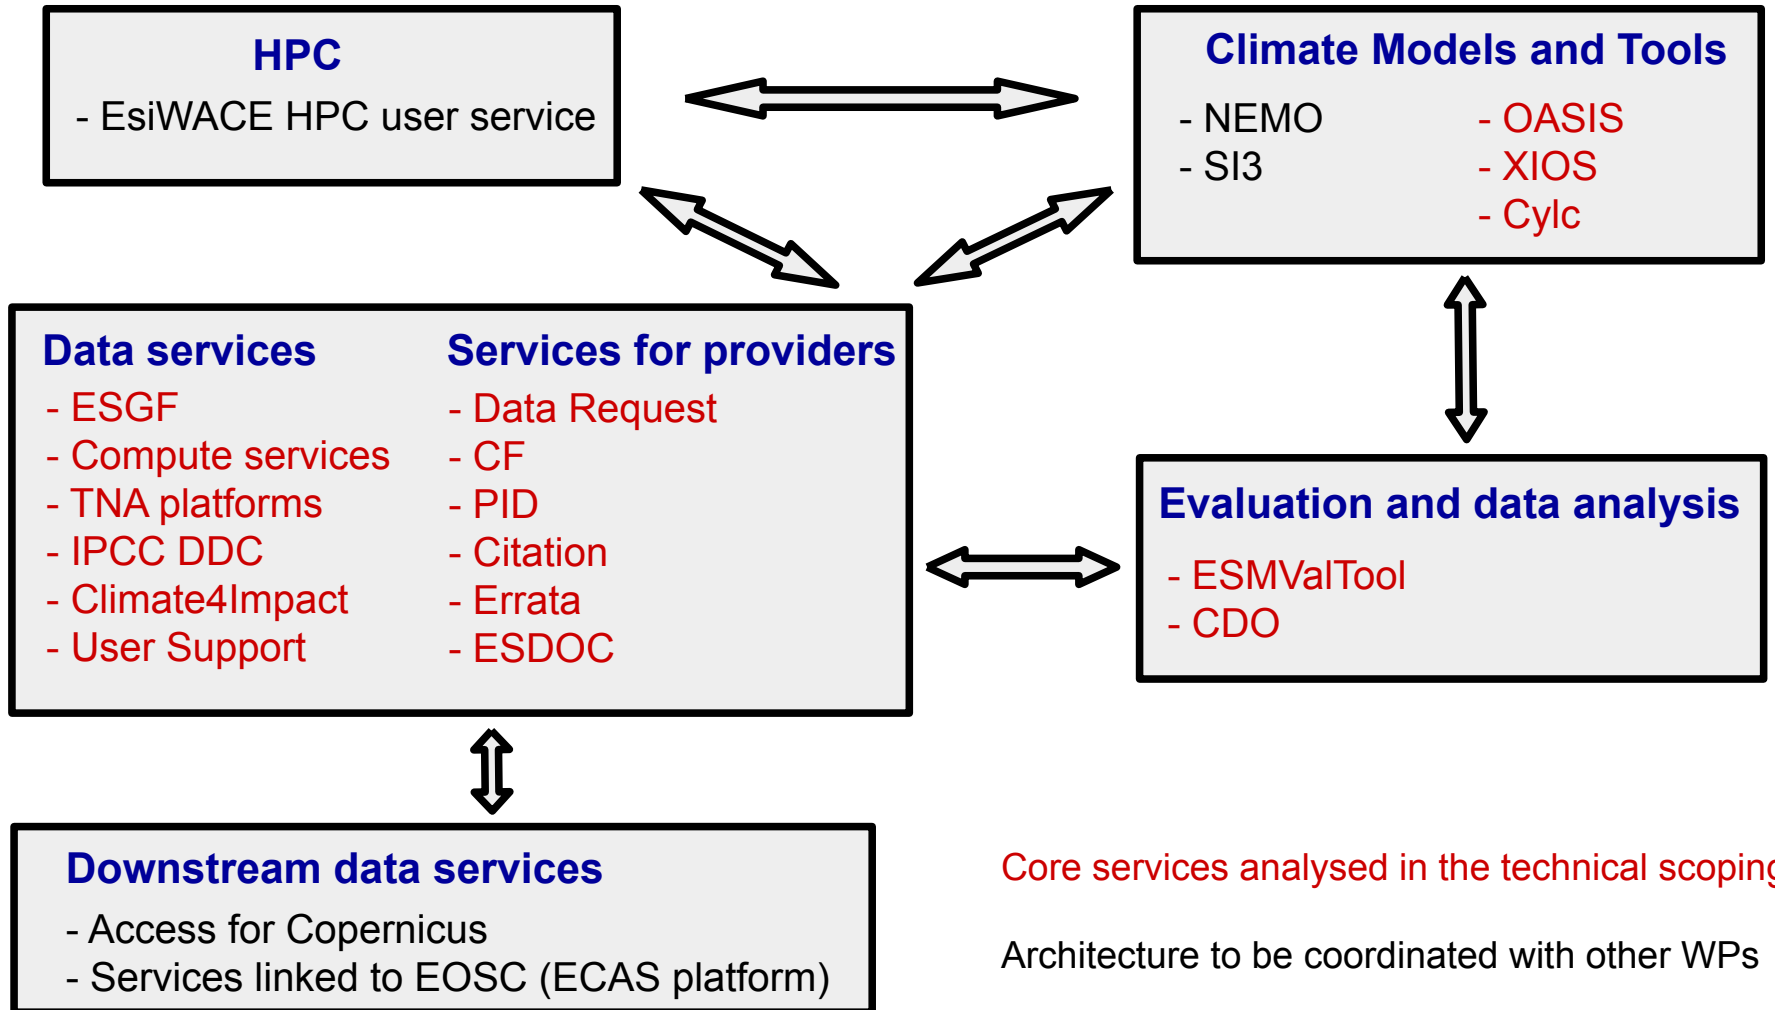 HPC
- EsiWACE HPC user service
Climate Models and Tools
- NEMO
- SI3
- OASIS
- XIOS
- Cylc
Data services
- ESGF
- Compute services
- TNA platforms
- IPCC DDC
- Climate4Impact
- User Support
Services for providers
- Data Request
- CF
- PID
- Citation
- Errata
- ESDOC
Evaluation and data analysis
- ESMValTool
- CDO
Downstream data services
- Access for Copernicus
- Services linked to EOSC (ECAS platform)
Core services analysed in the technical scoping
Architecture to be coordinated with other WPs